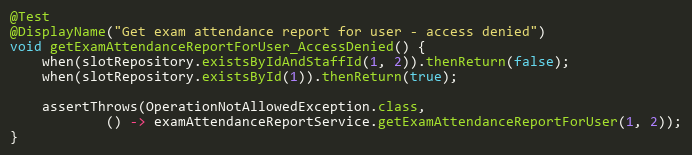 @Test
@DisplayName("Get exam attendance report for user - access denied")
void getExamAttendanceReportForUser_AccessDenied() {
    when(slotRepository.existsByIdAndStaffId(1, 2)).thenReturn(false);
    when(slotRepository.existsById(1)).thenReturn(true);

    assertThrows(OperationNotAllowedException.class,
            () -> examAttendanceReportService.getExamAttendanceReportForUser(1, 2));
}